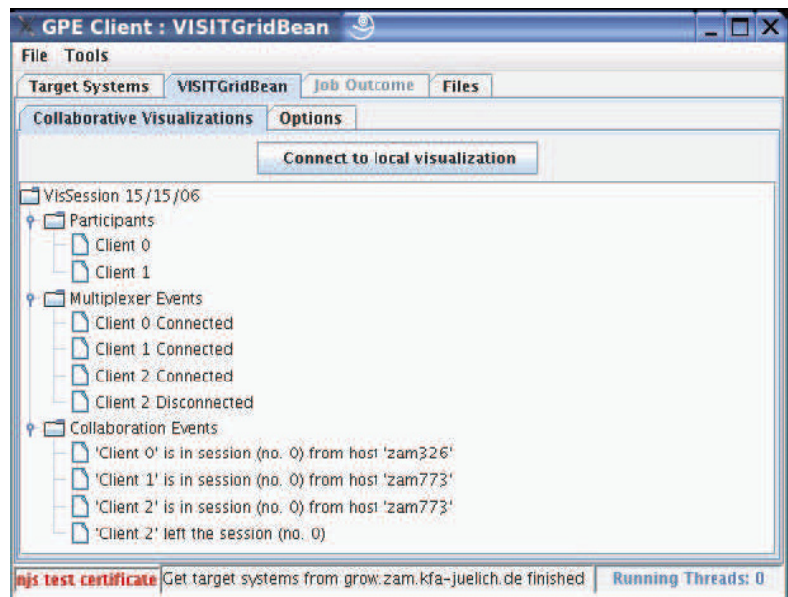 GPE Client : VISITGridBean
File Tools
Target Systems VISITGridBean Job Outcome Files
Collaborative Visualizations Options
Connect to local visualization
VisSession 15/15/06
Participants
Client 0
Client 1
Multiplexer Events
Client 0 Connected
Client 1 Connected
Client 2 Connected
Client 2 Disconnected
Collaboration Events
'Client 0' is in session (no. 0) from host 'zam326'
'Client 1' is in session (no. 0) from host 'zam773'
'Client 2' is in session (no. 0) from host 'zam773'
'Client 2' left the session (no. 0)
njs test certificate Get target systems from grow.zam.kfa-juelich.de finished Running Threads: 0